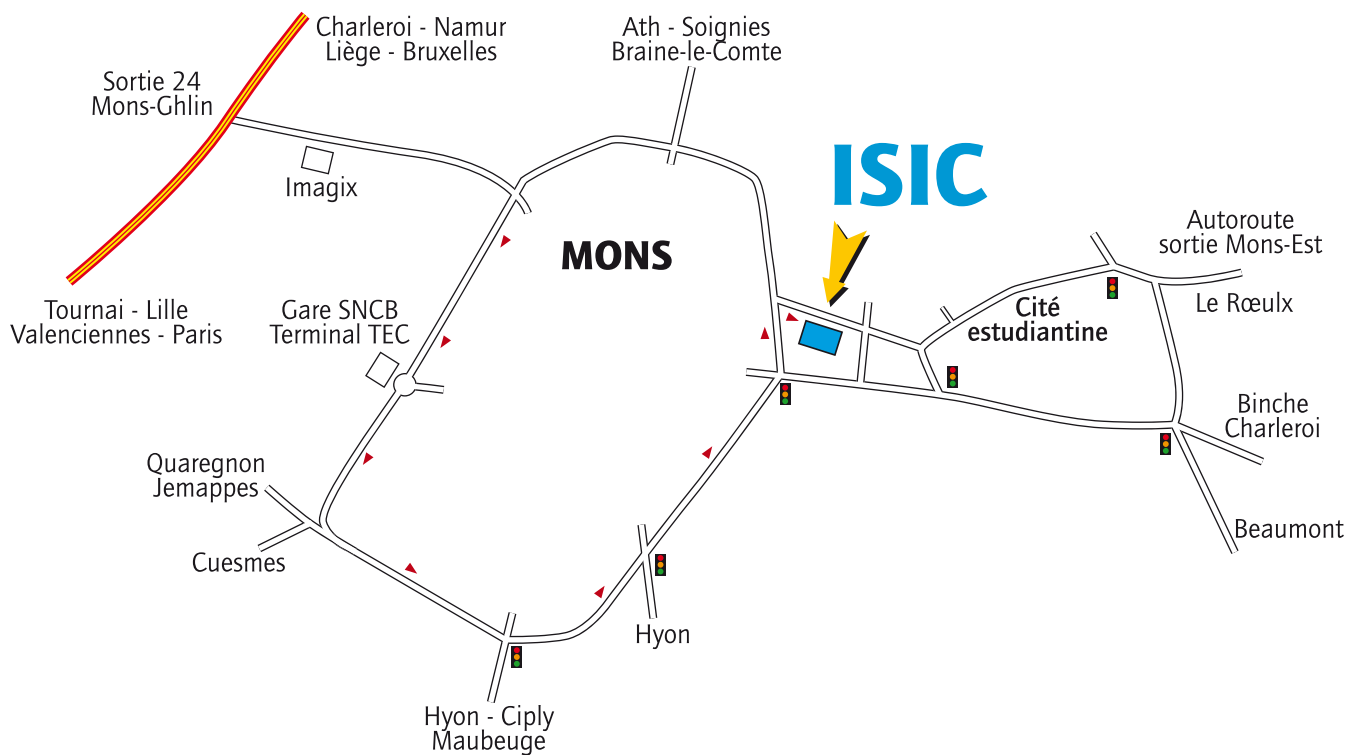 Charleroi - Namur
Liège - Bruxelles
Ath - Soignies
Braine-le-Comte
Sortie 24
Mons-Ghlin
Imagix
ISIC
MONS
Autoroute
sortie Mons-Est
Le Rœulx
Tournai - Lille
Valenciennes - Paris
Gare SNCB
Terminal TEC
Cité
estudiantine
Binche
Charleroi
Quaregnon
Jemappes
Cuesmes
Beaumont
Hyon
Hyon - Ciply
Maubeuge